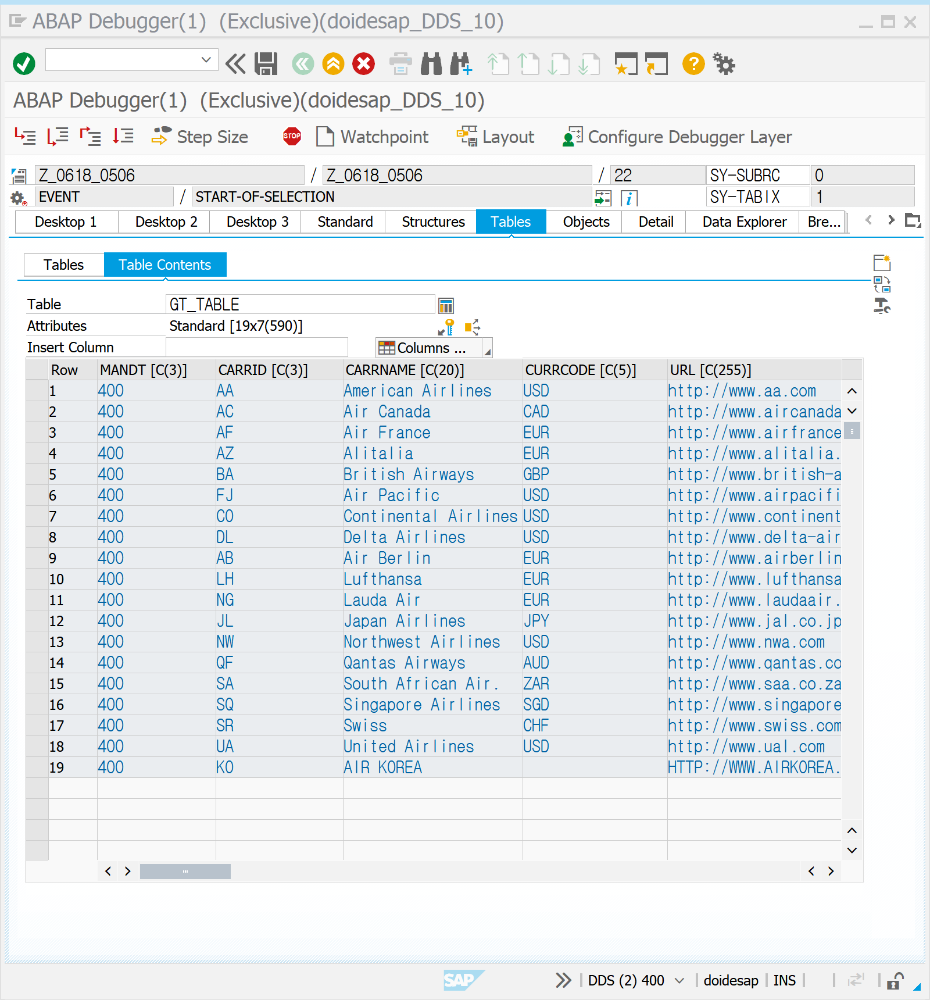 ABAP Debugger(1)  (Exclusive)(doidesap_DDS_10)
ABAP Debugger(1)  (Exclusive)(doidesap_DDS_10)
Step Size STOP Watchpoint Layout Configure Debugger Layer
Z_0618_0506 / Z_0618_0506 / 22 SY-SUBRC 0
EVENT / START-OF-SELECTION SY-TABIX 1
Desktop 1 Desktop 2 Desktop 3 Standard Structures Tables Objects Detail Data Explorer Bre...
Tables Table Contents
Table GT_TABLE
Attributes Standard [19x7(590)]
Insert Column Columns ...
Row MANDT [C(3)] CARRID [C(3)] CARRNAME [C(20)] CURRCODE [C(5)] URL [C(255)]
1 400 AA American Airlines USD http://www.aa.com
2 400 AC Air Canada CAD http://www.aircanada
3 400 AF Air France EUR http://www.airfrance
4 400 AZ Alitalia EUR http://www.alitalia.
5 400 BA British Airways GBP http://www.british-a
6 400 FJ Air Pacific USD http://www.airpacifi
7 400 CO Continental Airlines USD http://www.continent
8 400 DL Delta Airlines USD http://www.delta-air
9 400 AB Air Berlin EUR http://www.airberlin
10 400 LH Lufthansa EUR http://www.lufthansa
11 400 NG Lauda Air EUR http://www.laudaair.
12 400 JL Japan Airlines JPY http://www.jal.co.jp
13 400 NW Northwest Airlines USD http://www.nwa.com
14 400 QF Qantas Airways AUD http://www.qantas.co
15 400 SA South African Air. ZAR http://www.saa.co.za
16 400 SQ Singapore Airlines SGD http://www.singapore
17 400 SR Swiss CHF http://www.swiss.com
18 400 UA United Airlines USD http://www.ual.com
19 400 KO AIR KOREA HTTP://WWW.AIRKOREA.
SAP DDS (2) 400 doidesap INS